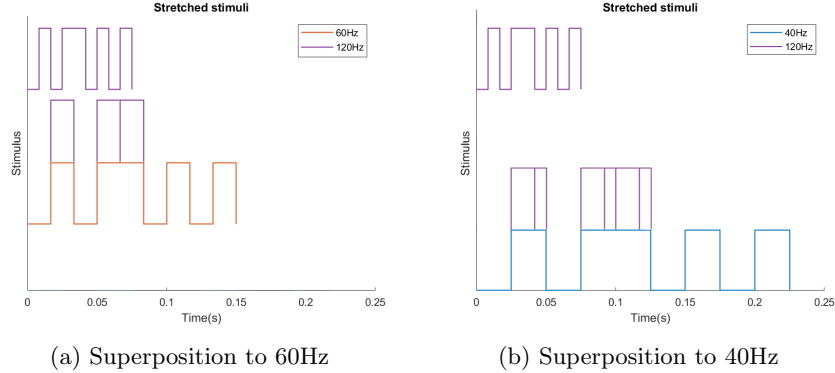 Stretched stimuli
60Hz
120Hz
Stimulus
0
0.05
0.1
0.15
0.2
0.25
Time(s)
(a) Superposition to 60Hz
Stretched stimuli
40Hz
120Hz
Stimulus
0
0.05
0.1
0.15
0.2
0.25
Time(s)
(b) Superposition to 40Hz